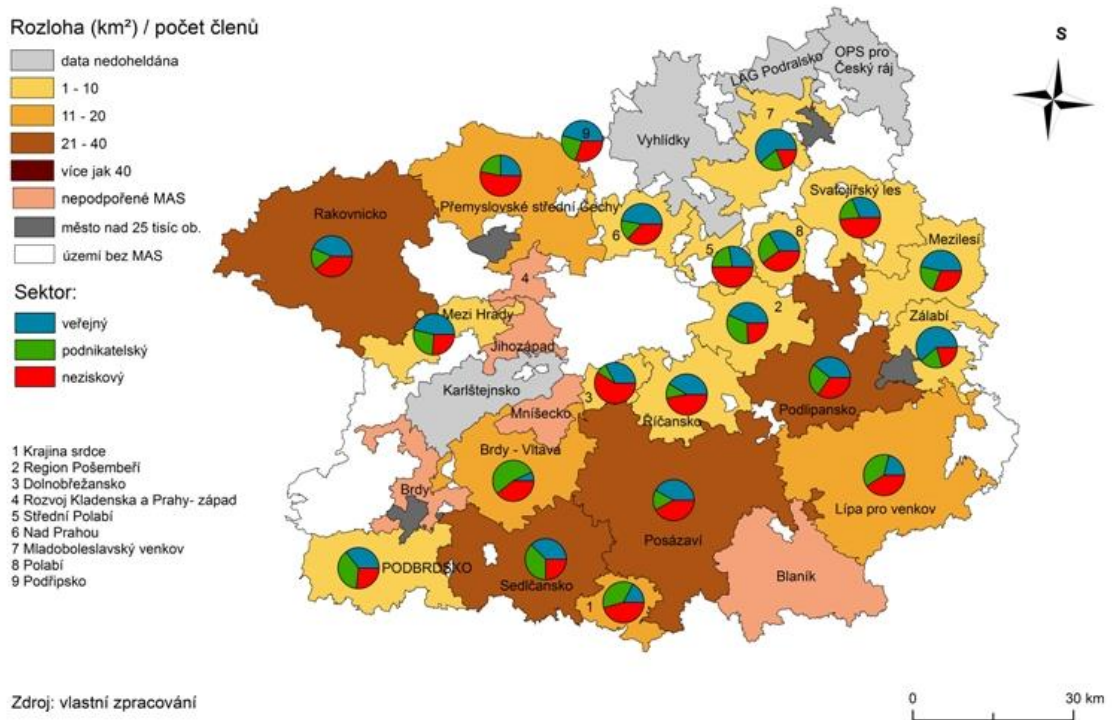 Rozloha (km²) / počet členů
data nedoheldána
1 - 10
11 - 20
21 - 40
více jak 40
nepodpořené MAS
město nad 25 tisíc ob.
území bez MAS
Sektor:
veřejný
podnikatelský
neziskový
1 Krajina srdce
2 Region Pošembeří
3 Dolnobřežansko
4 Rozvoj Kladenska a Prahy- západ
5 Střední Polabí
6 Nad Prahou
7 Mladoboleslavský venkov
8 Polabí
9 Podřipsko
Zdroj: vlastní zpracování
S
OPS pro
Český ráj
LAG Podralsko
7
9
Vyhlídky
Svatojiřský les
Rakovnicko
Přemyslovské střední Čechy
6
5
8
Mezilesí
4
2
Mezi Hrady
Zálabí
Jihozápad
Karlštejnsko
3
Mníšecko
Říčansko
Podlipansko
Brdy - Vltava
Brdy
Lípa pro venkov
Posázaví
PODBRDSKO
Sedlčansko
Blaník
1
0
30 km